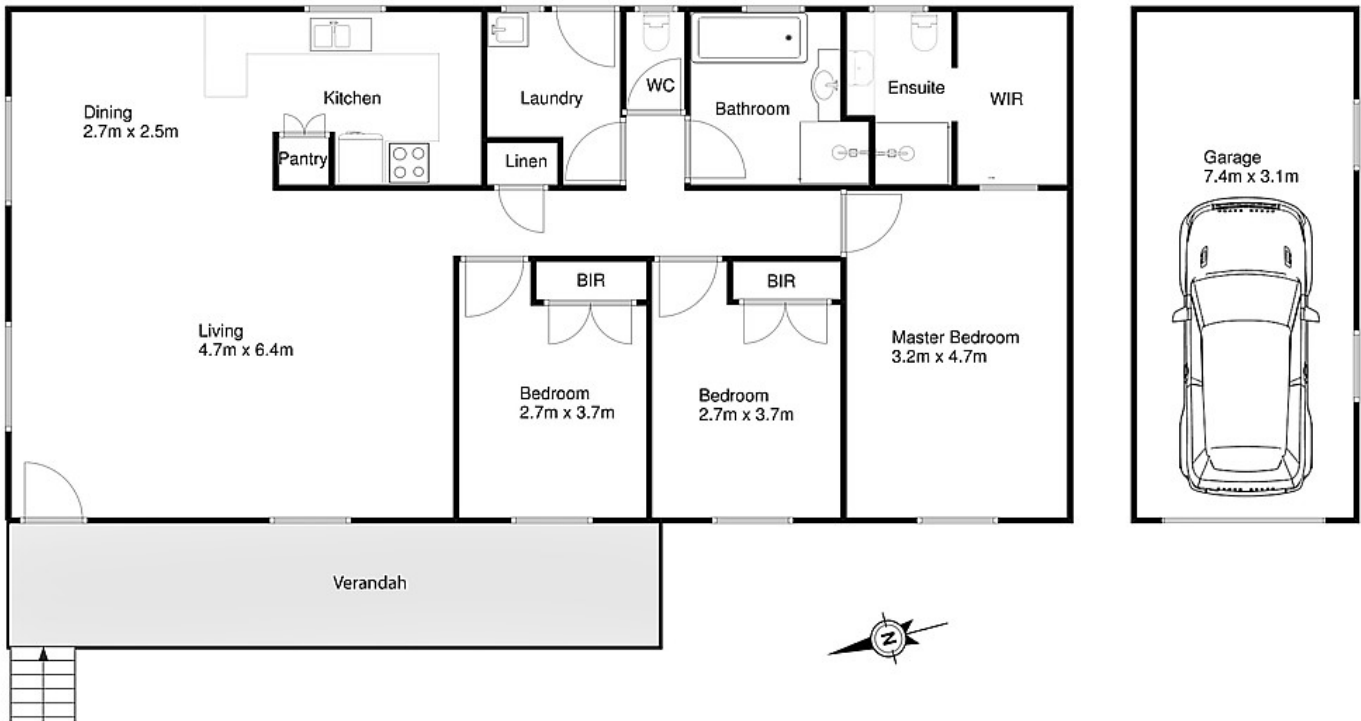 Dining
2.7m x 2.5m
Kitchen
Pantry
Laundry
Linen
WC
Bathroom
Ensuite
WIR
Garage
7.4m x 3.1m
Living
4.7m x 6.4m
BIR
BIR
Bedroom
2.7m x 3.7m
Bedroom
2.7m x 3.7m
Master Bedroom
3.2m x 4.7m
Verandah
N